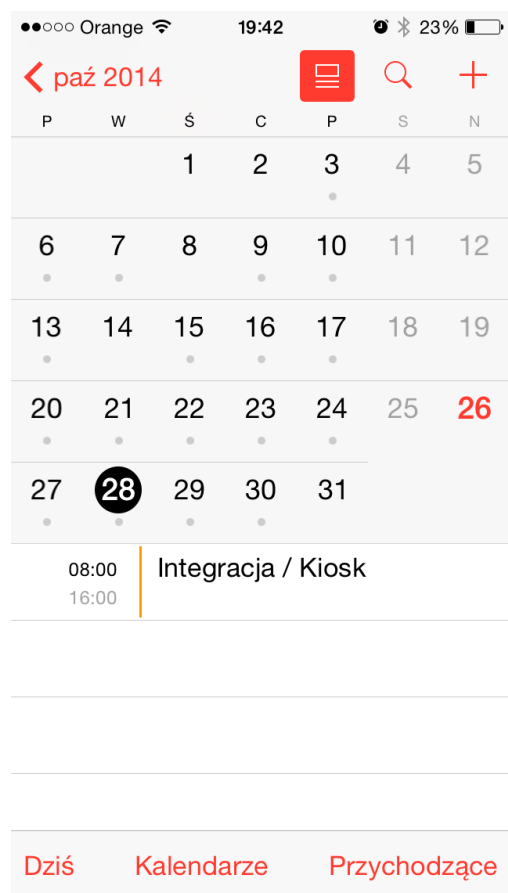 Orange 19:42 23%
paź 2014
P W Ś C P S N
1 2 3 4 5
6 7 8 9 10 11 12
13 14 15 16 17 18 19
20 21 22 23 24 25 26
27 28 29 30 31
08:00 Integracja / Kiosk
16:00
Dziś Kalendarze Przychodzące